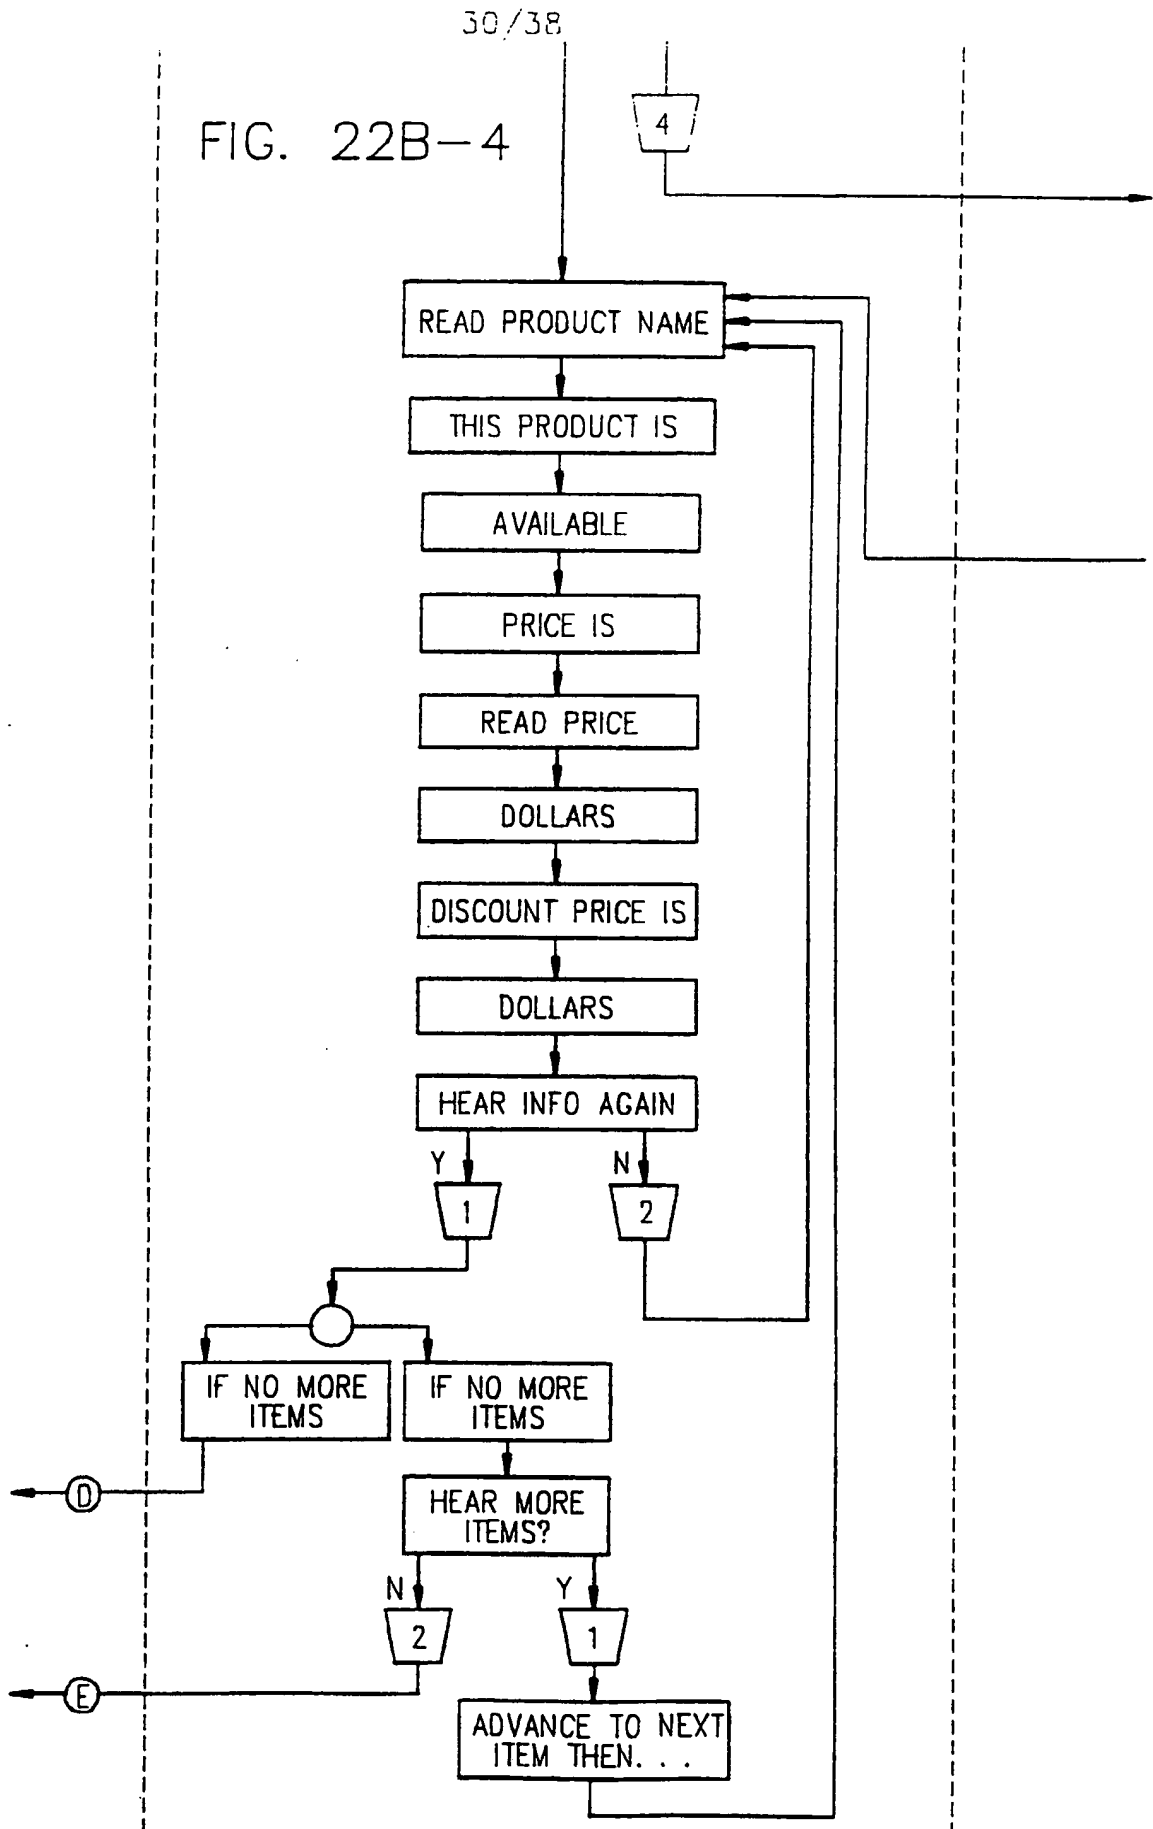 30/38
FIG. 22B-4
4
READ PRODUCT NAME
THIS PRODUCT IS
AVAILABLE
PRICE IS
READ PRICE
DOLLARS
DISCOUNT PRICE IS
DOLLARS
HEAR INFO AGAIN
Y N
1 2
IF NO MORE
ITEMS
IF NO MORE
ITEMS
D
HEAR MORE
ITEMS?
N Y
2 1
E
ADVANCE TO NEXT
ITEM THEN. . .